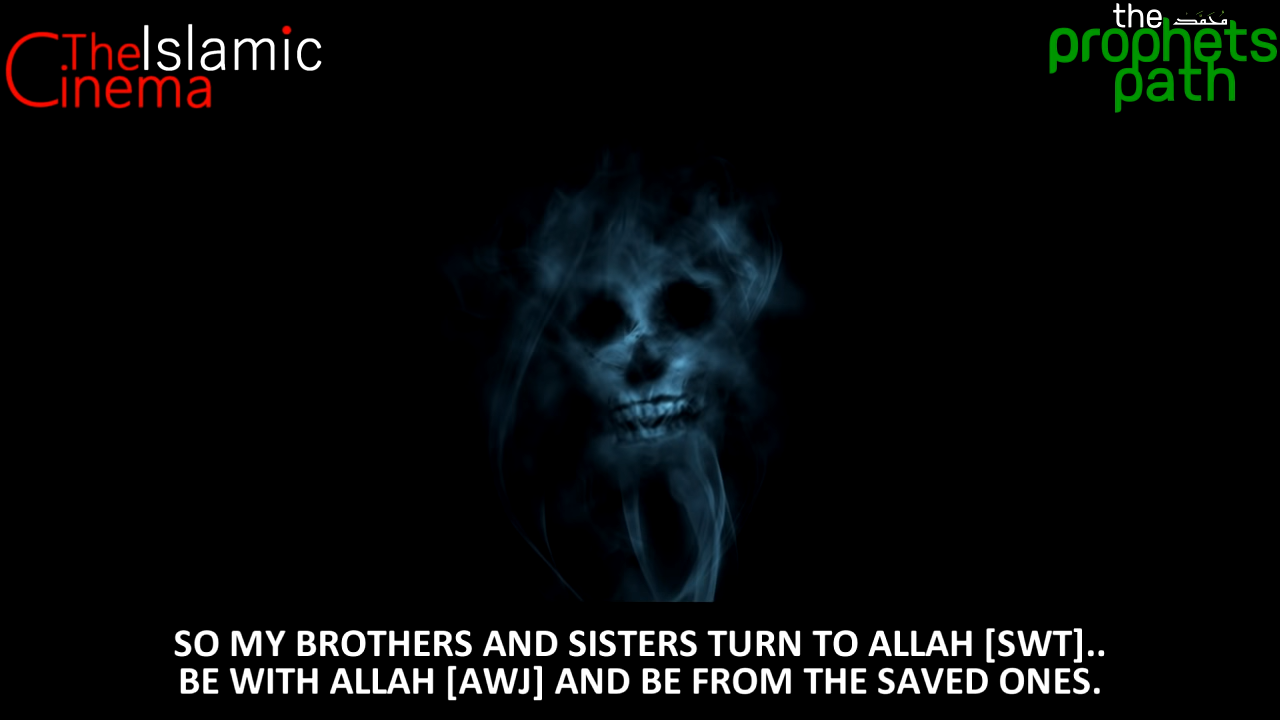 TheIslamic
Cinema
the محمد
prophets
path
SO MY BROTHERS AND SISTERS TURN TO ALLAH [SWT]..
BE WITH ALLAH [AWJ] AND BE FROM THE SAVED ONES.